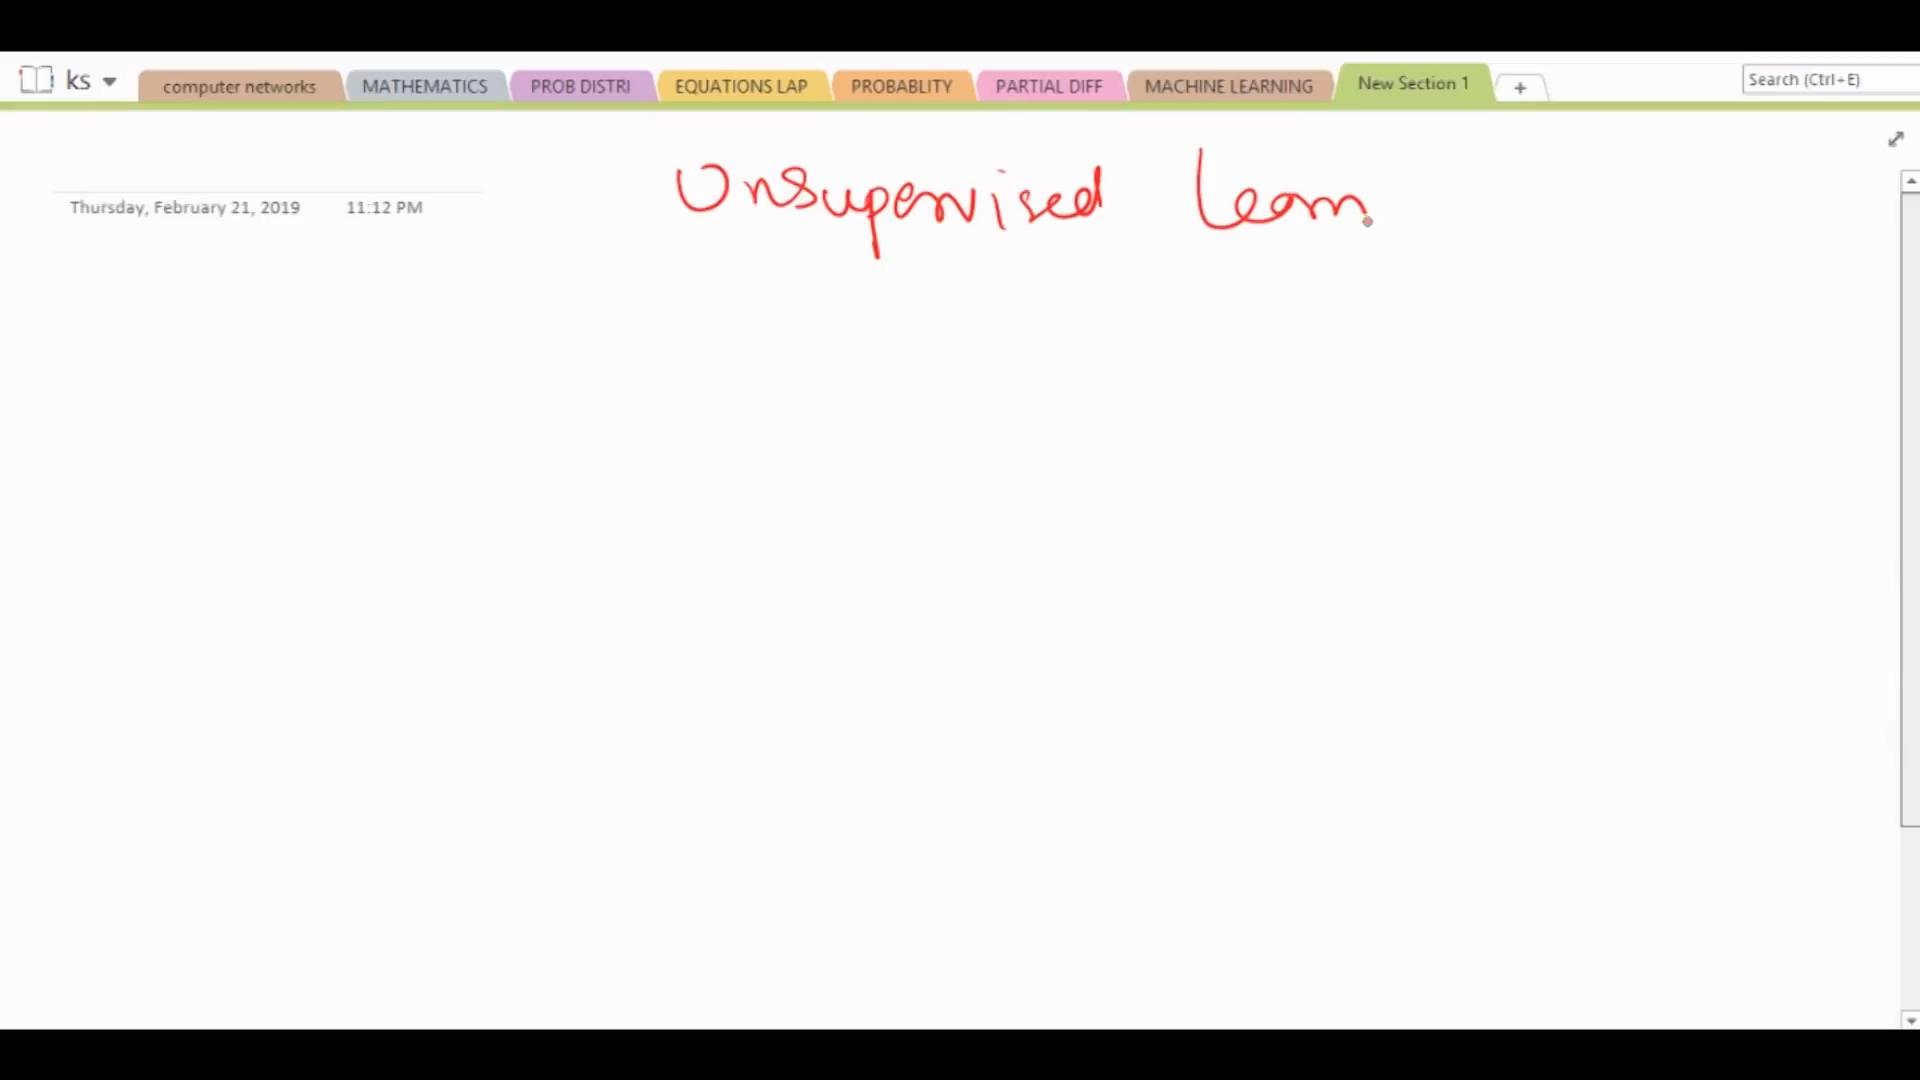 ks
computer networks
MATHEMATICS
PROB DISTRI
EQUATIONS LAP
PROBABLITY
PARTIAL DIFF
MACHINE LEARNING
New Section 1
+
Search (Ctrl+E)
Unsupervised Learn
Thursday, February 21, 2019 11:12 PM